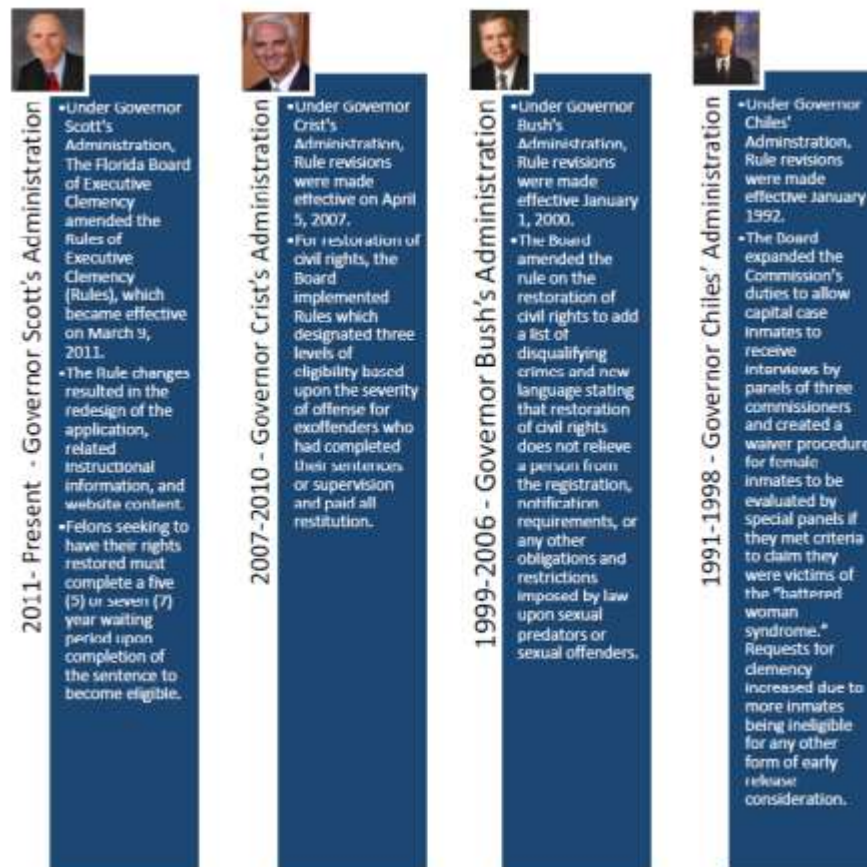 2011- Present - Governor Scott's Administration
•Under Governor
Scott's
Administration,
The Florida Board
of Executive
Clemency
amended the
Rules of
Executive
Clemency
(Rules), which
became effective
on March 9,
2011.
•The Rule changes
resulted in the
redesign of the
application,
related
instructional
information, and
website content.
•Felons seeking to
have their rights
restored must
complete a five
(5) or seven (7)
year waiting
period upon
completion of
the sentence to
become eligible.
2007-2010 - Governor Crist's Administration
•Under Governor
Crist's
Administration,
Rule revisions
were made
effective on April
5, 2007.
•For restoration of
civil rights, the
Board
implemented
Rules which
designated three
levels of
eligibility based
upon the severity
of offense for
exoffenders who
had completed
their sentences
or supervision
and paid all
restitution.
1999-2006 - Governor Bush's Administration
•Under Governor
Bush's
Administration,
Rule revisions
were made
effective January
1, 2000.
•The Board
amended the
rule on the
restoration of
civil rights to add
a list of
disqualifying
crimes and new
language stating
that restoration
of civil rights
does not relieve
a person from
the registration,
notification
requirements, or
any other
obligations and
restrictions
imposed by law
upon sexual
predators or
sexual offenders.
1991-1998 - Governor Chiles' Administration
•Under Governor
Chiles'
Adminstration,
Rule revisions
were made
effective January
1992.
•The Board
expanded the
Commission's
duties to allow
capital case
inmates to
receive
interviews by
panels of three
commissioners
and created a
waiver procedure
for female
inmates to be
evaluated by
special panels if
they met criteria
to claim they
were victims of
the "battered
woman
syndrome."
Requests for
clemency
increased due to
more inmates
being ineligible
for any other
form of early
release
consideration.